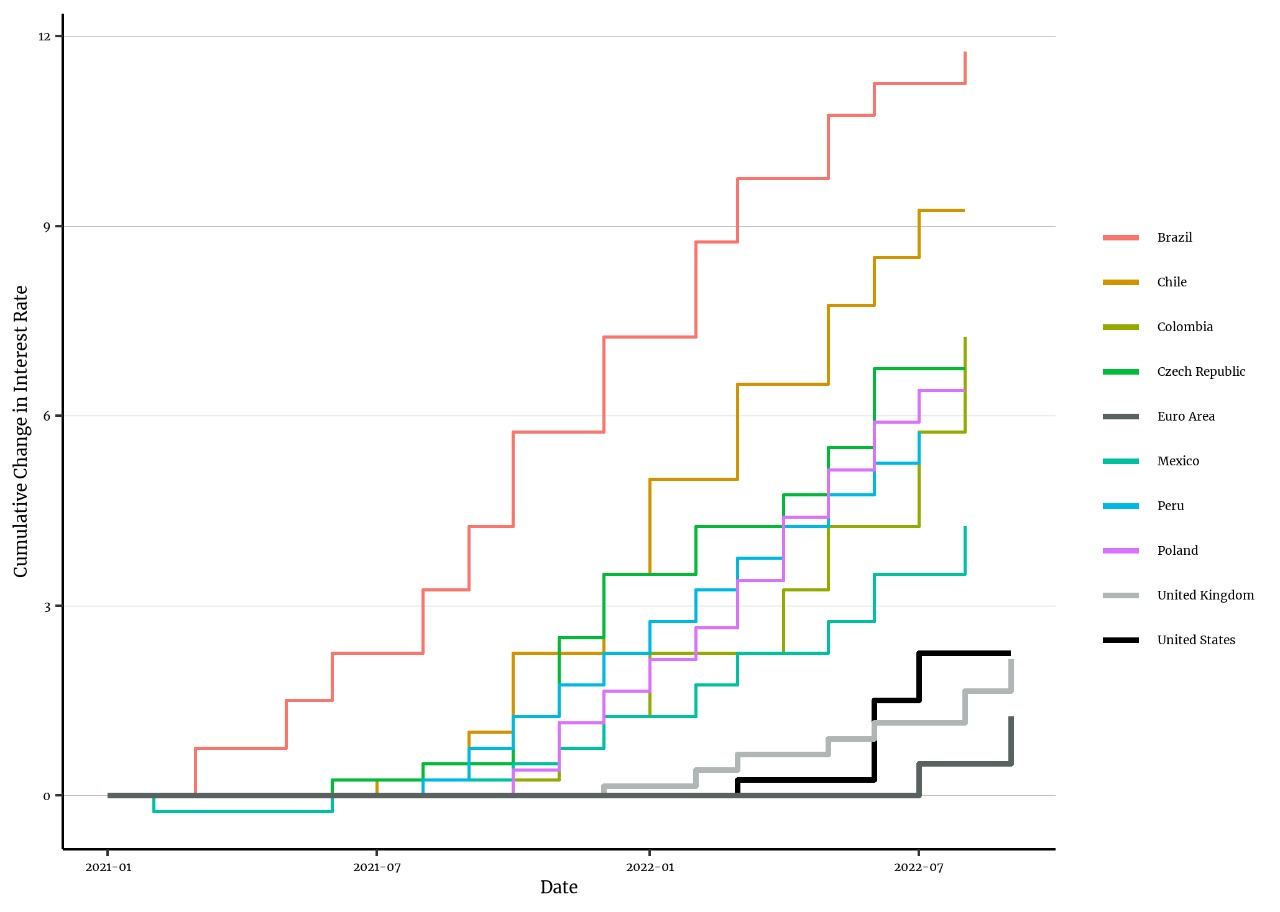 Cumulative Change in Interest Rate
12
9
6
3
0
2021-01
2021-07
2022-01
2022-07
Date
Brazil
Chile
Colombia
Czech Republic
Euro Area
Mexico
Peru
Poland
United Kingdom
United States